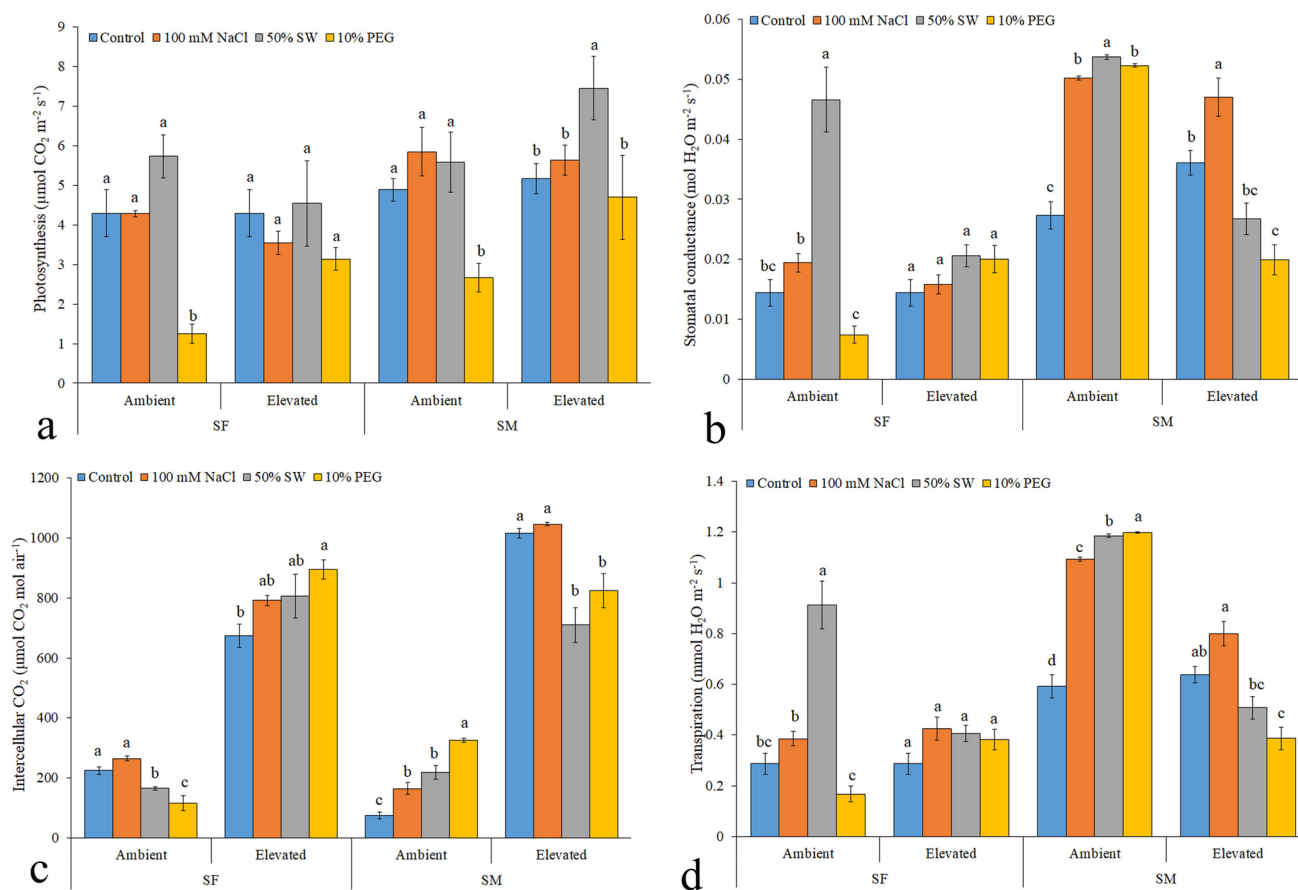 Control 100 mM NaCl 50% SW 10% PEG
Photosynthesis (µmol CO₂ m⁻² s⁻¹)
9
8
7
6
5
4
3
2
1
0
a a a b
a a a a
a a a b
b b a b
Ambient Elevated Ambient Elevated
SF SM
a
Control 100 mM NaCl 50% SW 10% PEG
Stomatal conductance (mol H₂O m⁻² s⁻¹)
0.06
0.05
0.04
0.03
0.02
0.01
0
bc b a c
a a a a
c b a b
b a bc c
Ambient Elevated Ambient Elevated
SF SM
b
Control 100 mM NaCl 50% SW 10% PEG
Intercellular CO₂ (µmol CO₂ mol air⁻¹)
1200
1000
800
600
400
200
0
a a b c
b ab ab a
c b b a
a a b b
Ambient Elevated Ambient Elevated
SF SM
c
Control 100 mM NaCl 50% SW 10% PEG
Transpiration (mmol H₂O m⁻² s⁻¹)
1.4
1.2
1
0.8
0.6
0.4
0.2
0
bc b a c
a a a a
d c b a
ab a bc c
Ambient Elevated Ambient Elevated
SF SM
d